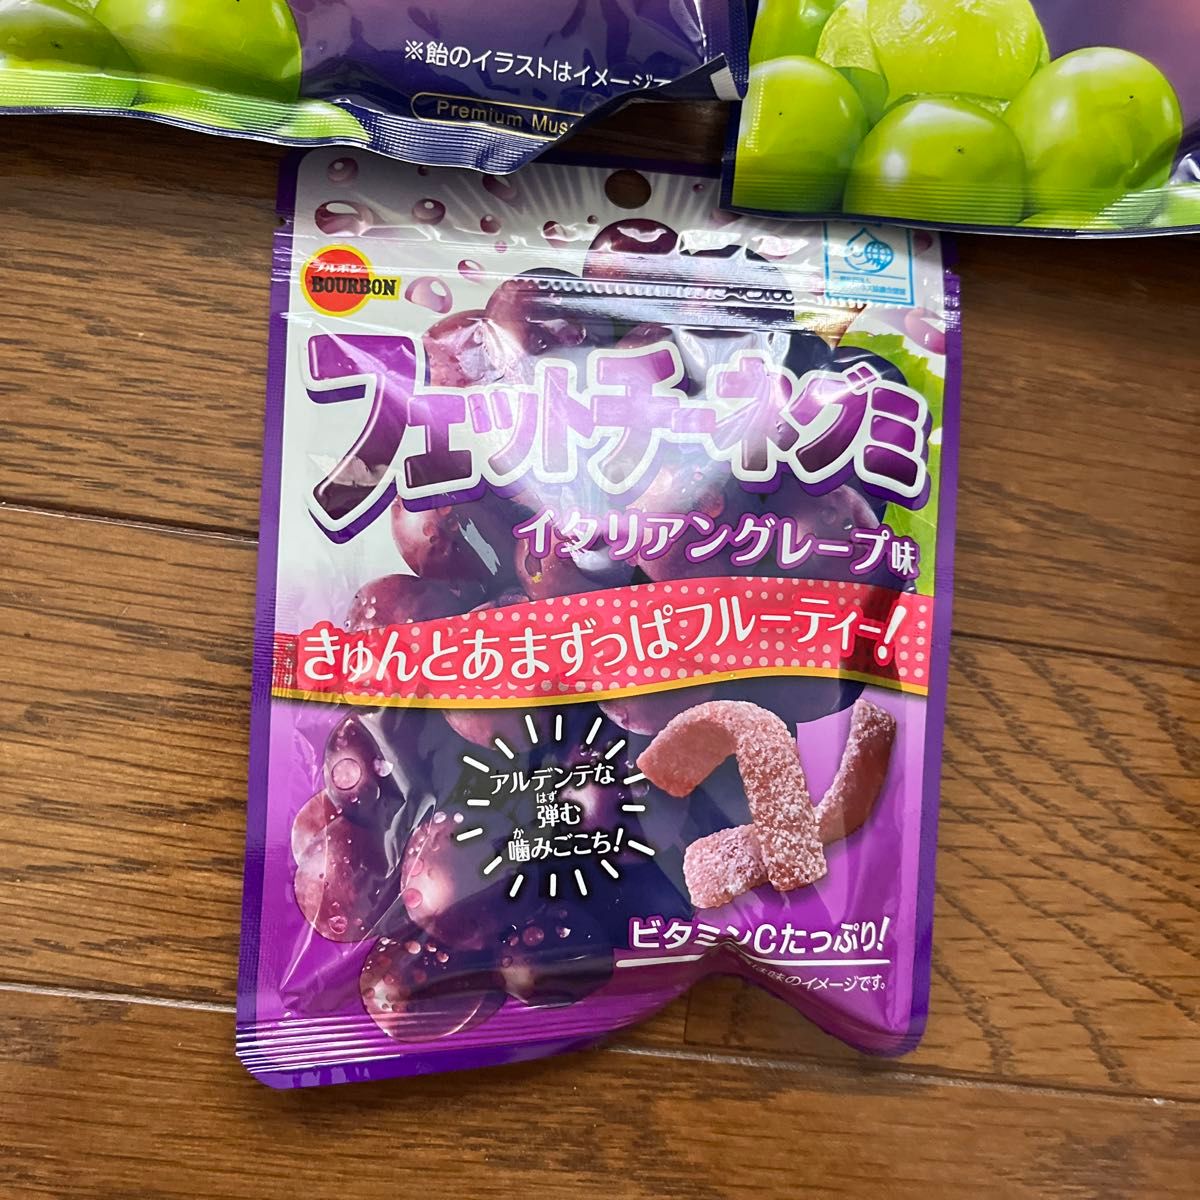 ※飴のイラストはイメージで
Premium Mus
ブルボン
BOURBON
フェットチーネグミ
イタリアングレープ味
きゅんとあまずっぱフルーティー!
アルデンテな
はず
弾む
か
噛みごこち!
ビタミンCたっぷり!
味のイメージです。